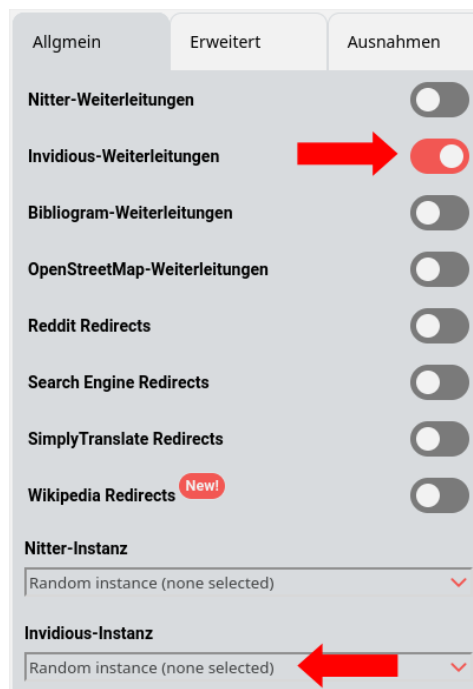 Allgmein Erweitert Ausnahmen
Nitter-Weiterleitungen
Invidious-Weiterleitungen
Bibliogram-Weiterleitungen
OpenStreetMap-Weiterleitungen
Reddit Redirects
Search Engine Redirects
SimplyTranslate Redirects
Wikipedia Redirects New!
Nitter-Instanz
Random instance (none selected)
Invidious-Instanz
Random instance (none selected)